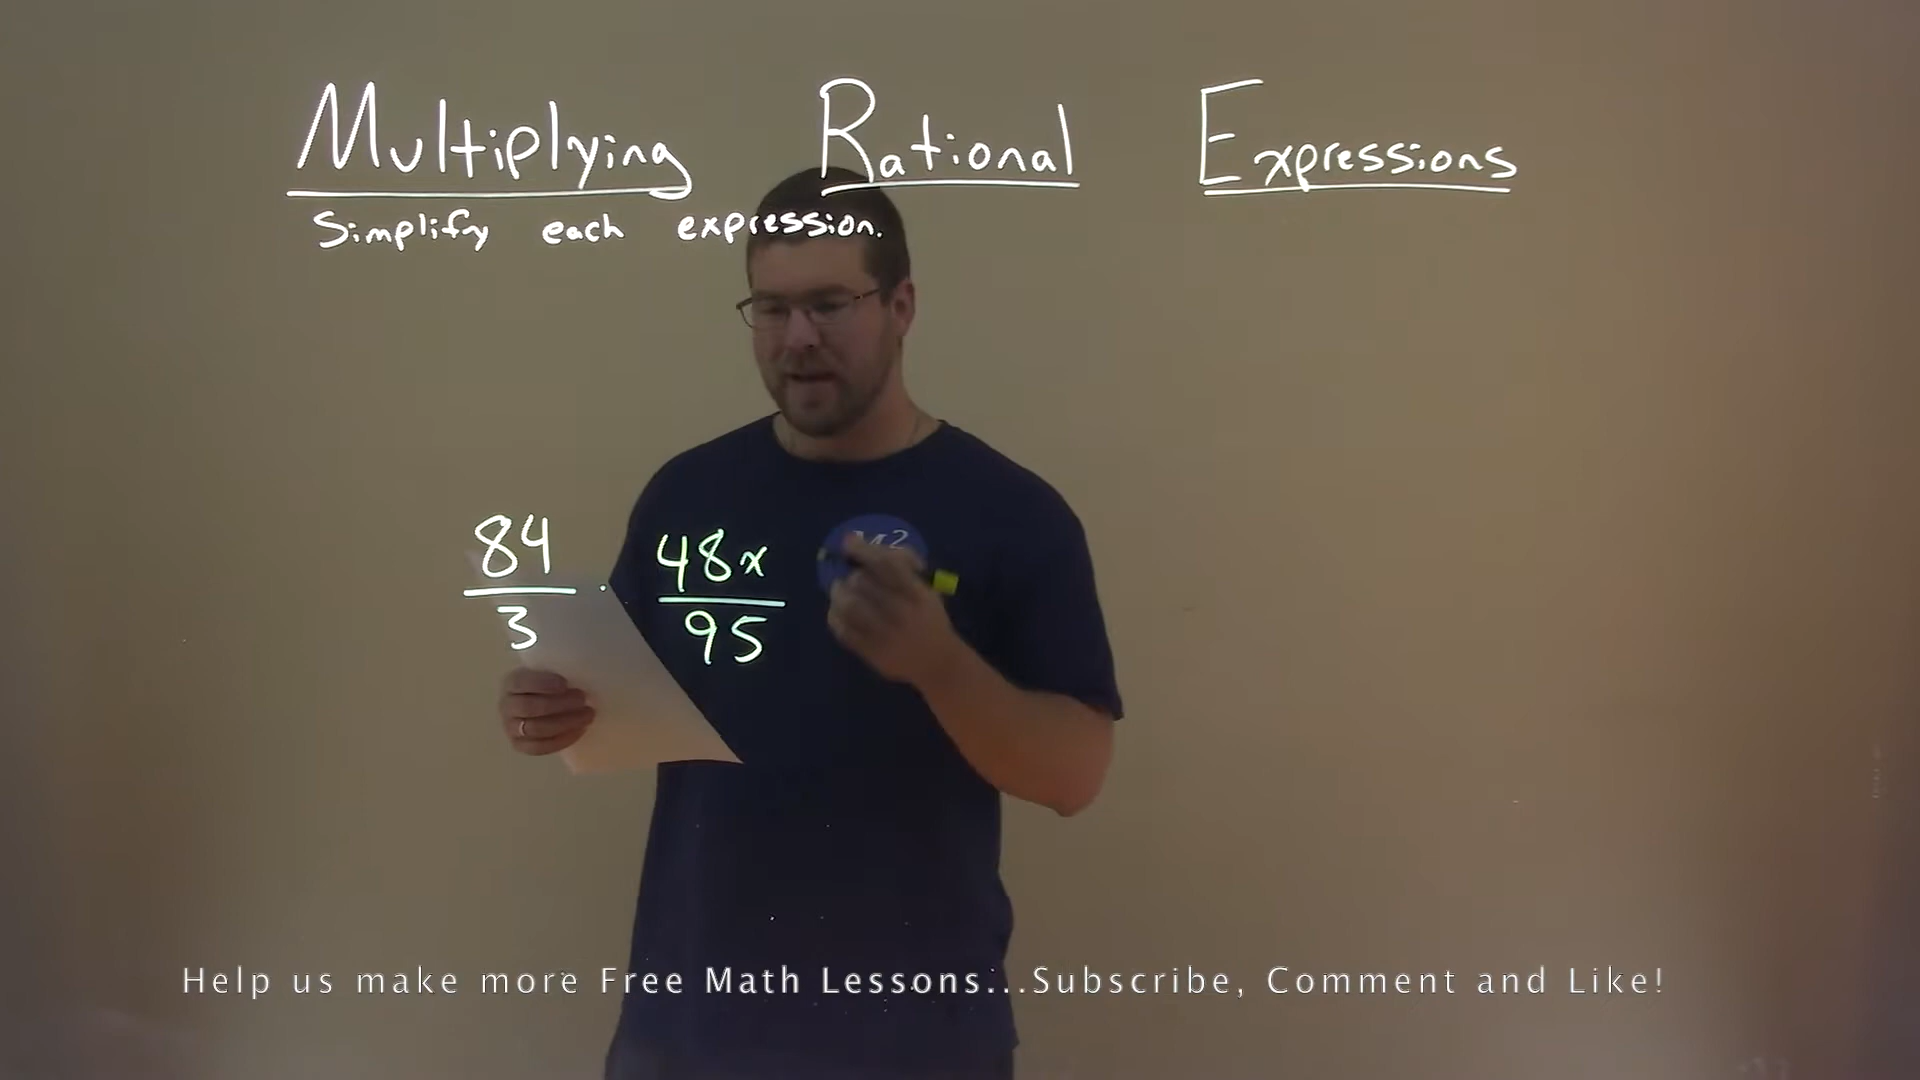 Multiplying Rational Expressions
Simplify each expression.
84/3 · 48x/95
M²
Help us make more Free Math Lessons...Subscribe, Comment and Like!